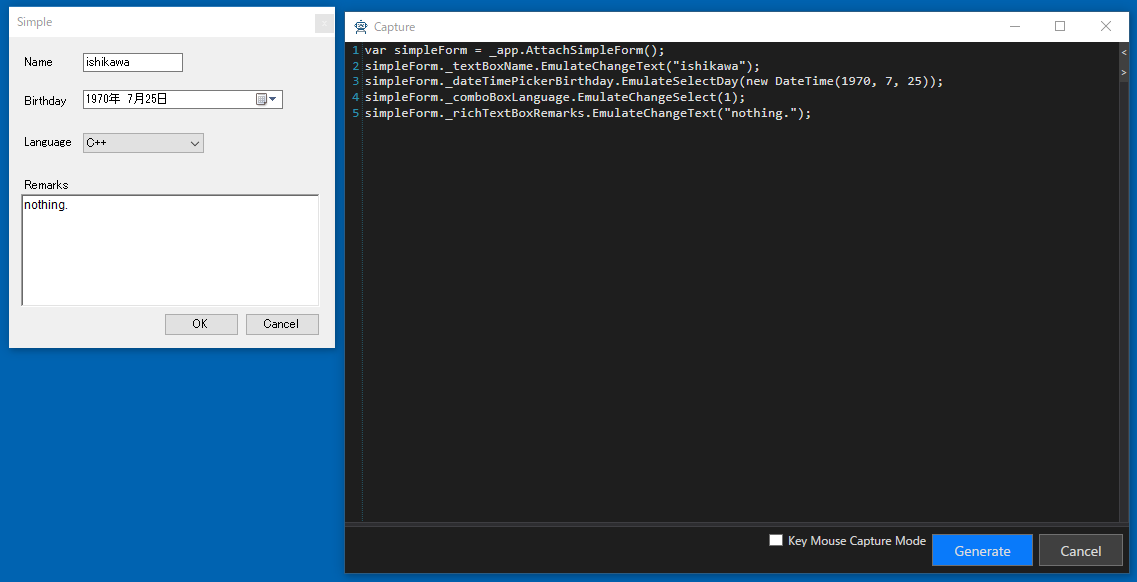 Simple
Name
ishikawa
Birthday
1970年 7月25日
Language
C++
Remarks
nothing.
OK
Cancel
Capture
1 var simpleForm = _app.AttachSimpleForm();
2 simpleForm._textBoxName.EmulateChangeText("ishikawa");
3 simpleForm._dateTimePickerBirthday.EmulateSelectDay(new DateTime(1970, 7, 25));
4 simpleForm._comboBoxLanguage.EmulateChangeSelect(1);
5 simpleForm._richTextBoxRemarks.EmulateChangeText("nothing.");
<
>
Key Mouse Capture Mode
Generate
Cancel